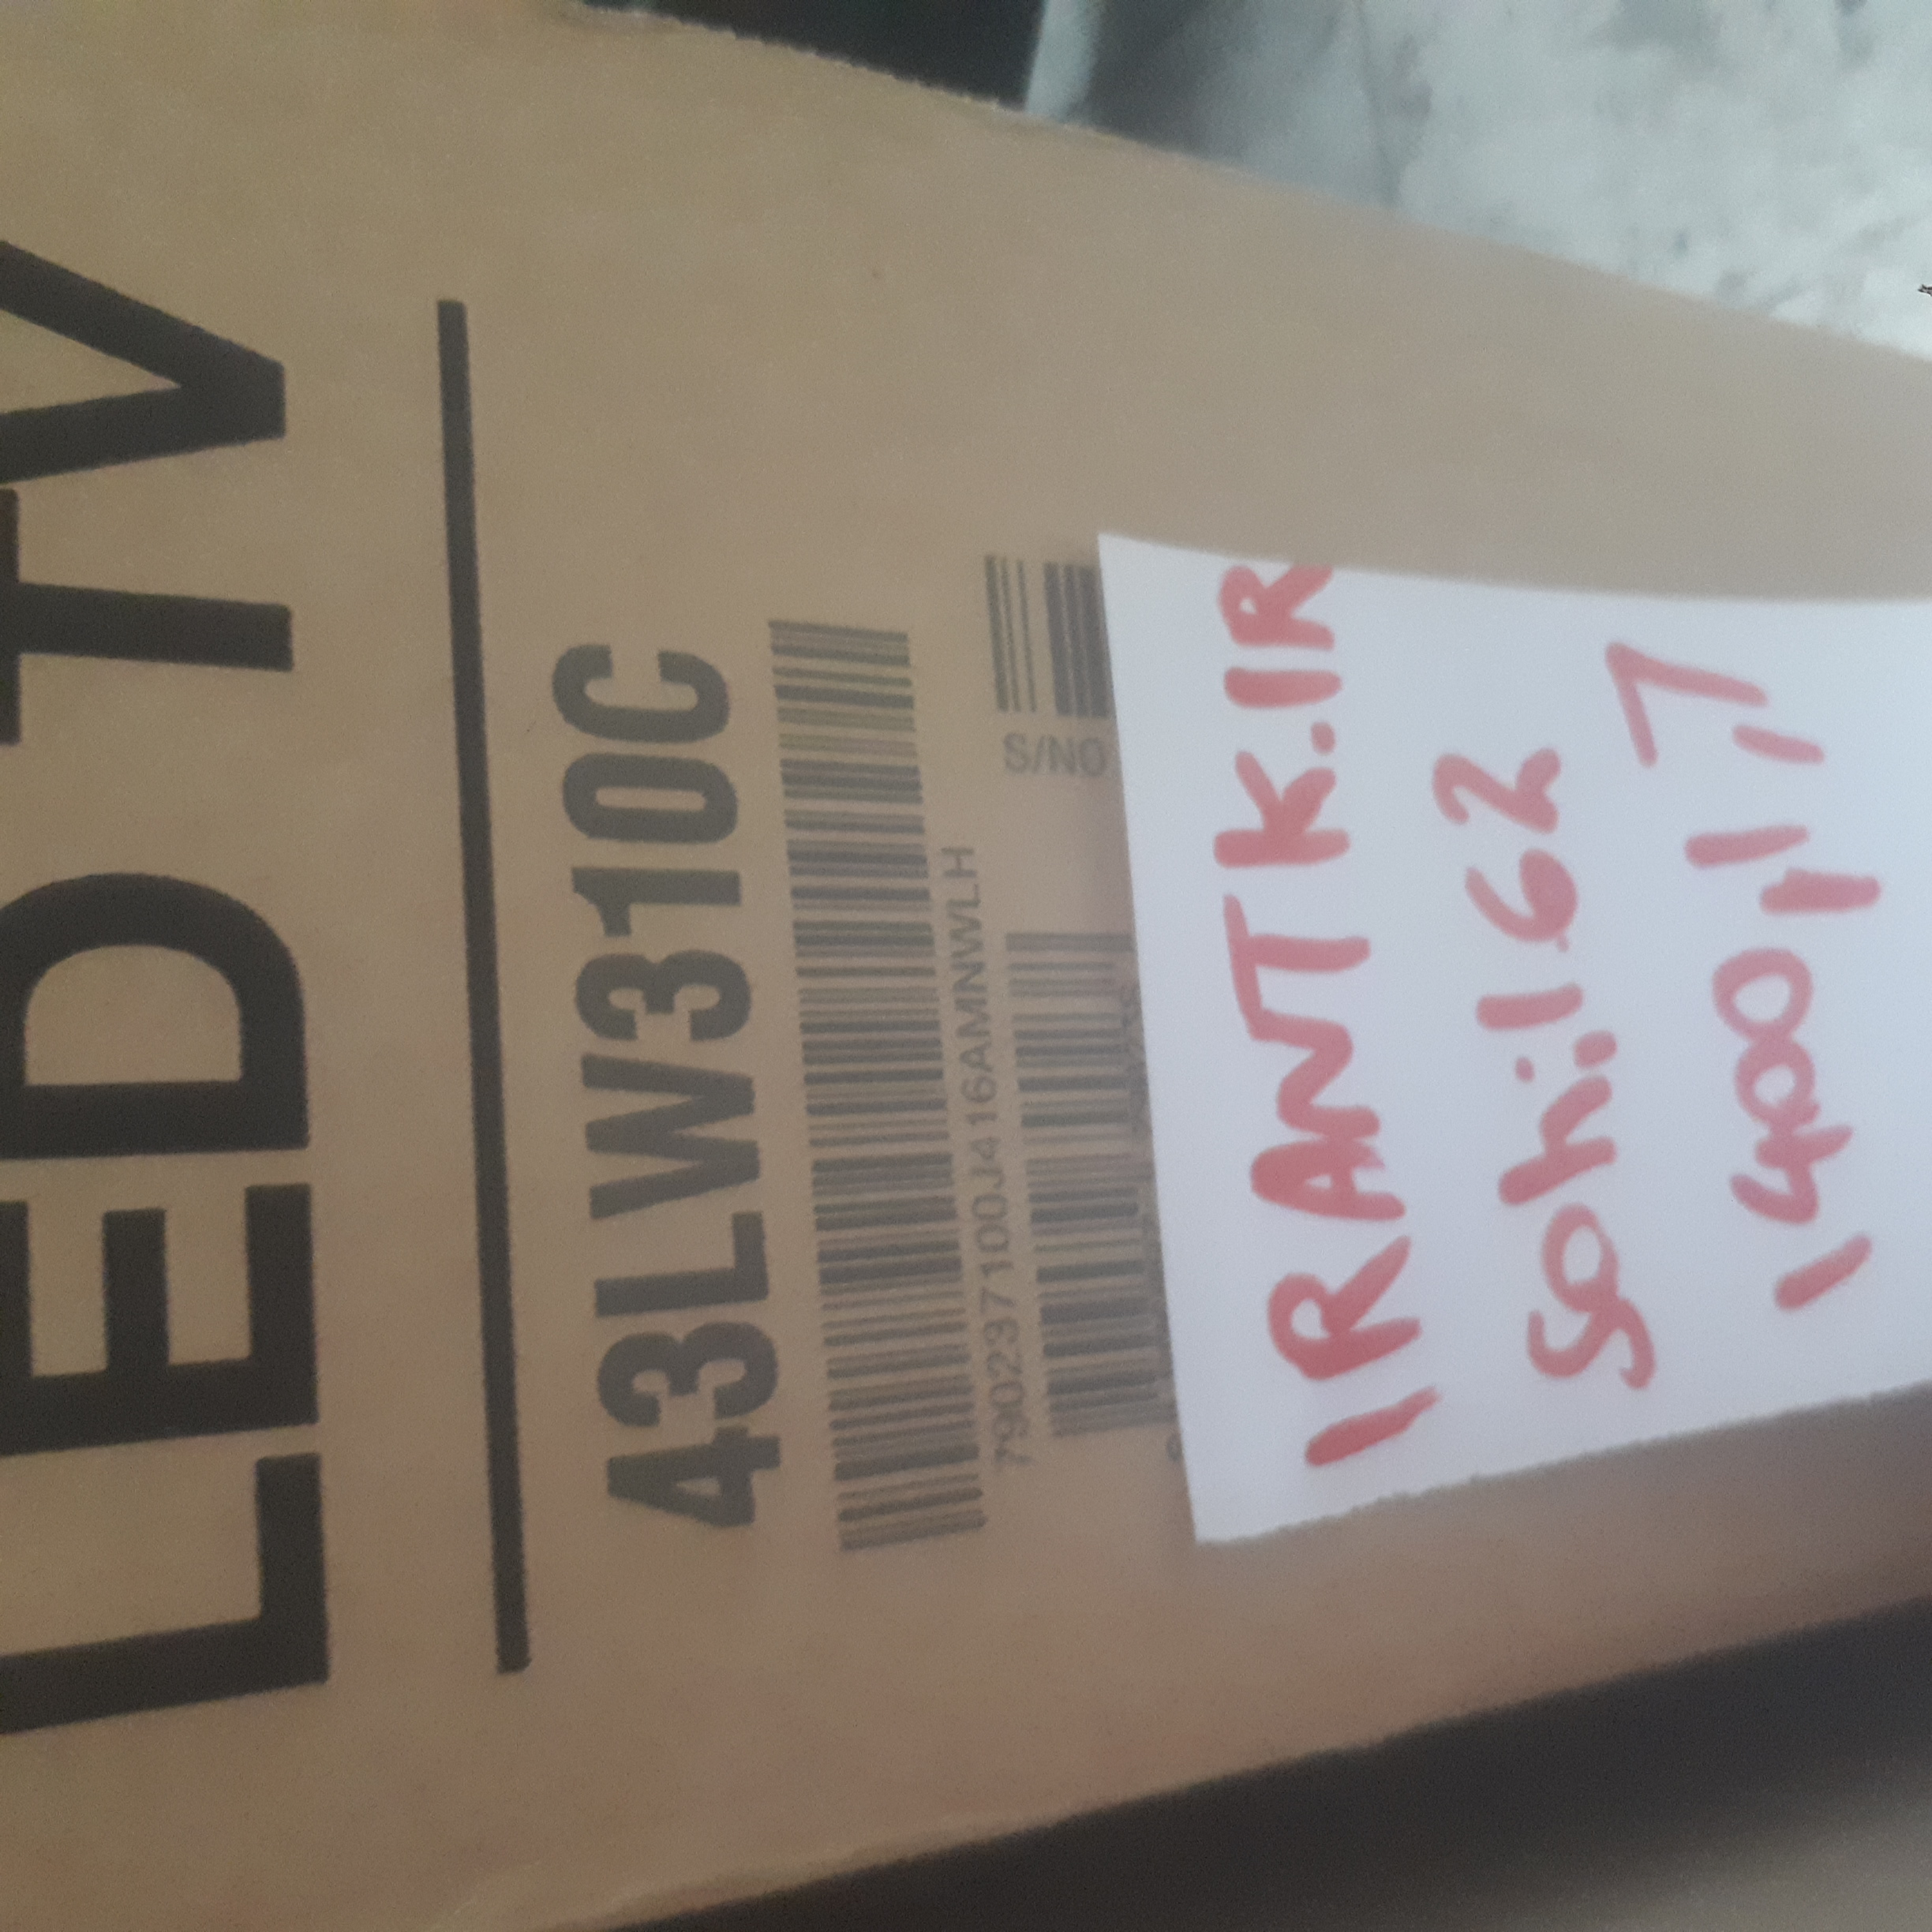 LED TV
43LW310C
790237100J416AMNWLH
S/NO
IRANTK.IR
Soh:162
1400/1/7